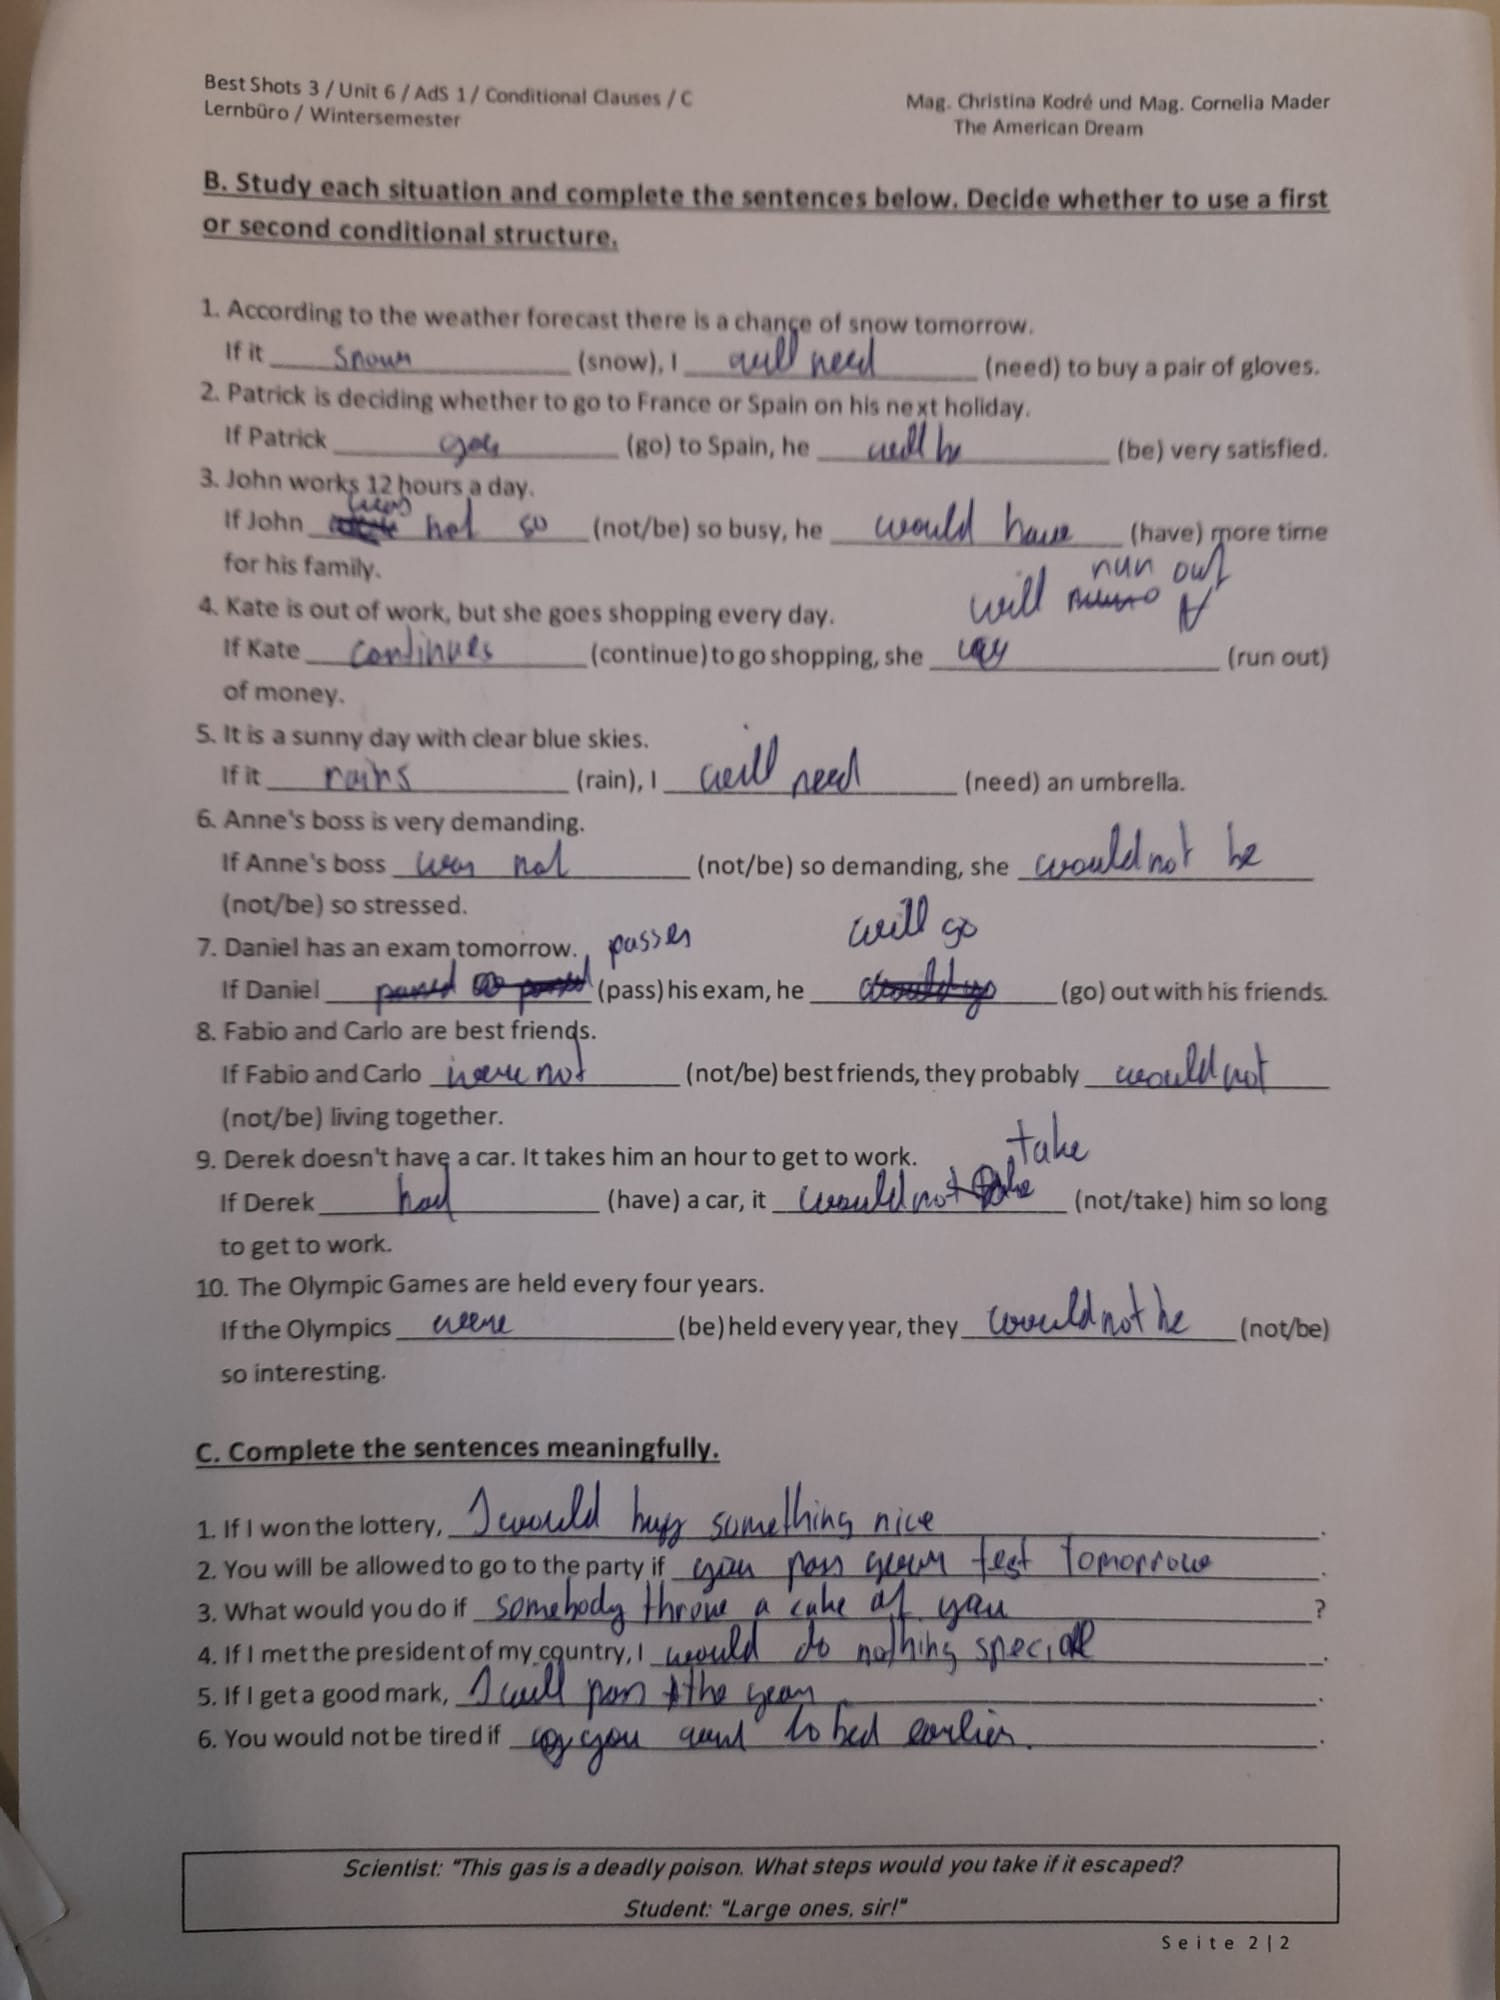 Best Shots 3 / Unit 6 / AdS 1 / Conditional Clauses / C Mag. Christina Kodré und Mag. Cornelia Mader
Lernbüro / Wintersemester The American Dream
B. Study each situation and complete the sentences below. Decide whether to use a first
or second conditional structure.
1. According to the weather forecast there is a chance of snow tomorrow.
If it snows (snow), I will need (need) to buy a pair of gloves.
2. Patrick is deciding whether to go to France or Spain on his next holiday.
If Patrick goes (go) to Spain, he will be (be) very satisfied.
3. John works 12 hours a day.
was
If John not so (not/be) so busy, he would have (have) more time
for his family. run out
4. Kate is out of work, but she goes shopping every day. will
If Kate continues (continue) to go shopping, she (run out)
of money.
5. It is a sunny day with clear blue skies.
If it rains (rain), I will need (need) an umbrella.
6. Anne's boss is very demanding.
If Anne's boss was not (not/be) so demanding, she would not be
(not/be) so stressed.
7. Daniel has an exam tomorrow. passes will go
If Daniel (pass) his exam, he (go) out with his friends.
8. Fabio and Carlo are best friends.
If Fabio and Carlo were not (not/be) best friends, they probably would not
(not/be) living together.
9. Derek doesn't have a car. It takes him an hour to get to work. take
If Derek had (have) a car, it would not (not/take) him so long
to get to work.
10. The Olympic Games are held every four years.
If the Olympics were (be) held every year, they would not be (not/be)
so interesting.
C. Complete the sentences meaningfully.
1. If I won the lottery, I would buy something nice.
2. You will be allowed to go to the party if you pass your test tomorrow.
3. What would you do if somebody throws a cake at you?
4. If I met the president of my country, I would do nothing special.
5. If I get a good mark, I will pass the year.
6. You would not be tired if you went to bed earlier.
Scientist: "This gas is a deadly poison. What steps would you take if it escaped?
Student: "Large ones, sir!"
Seite 2|2